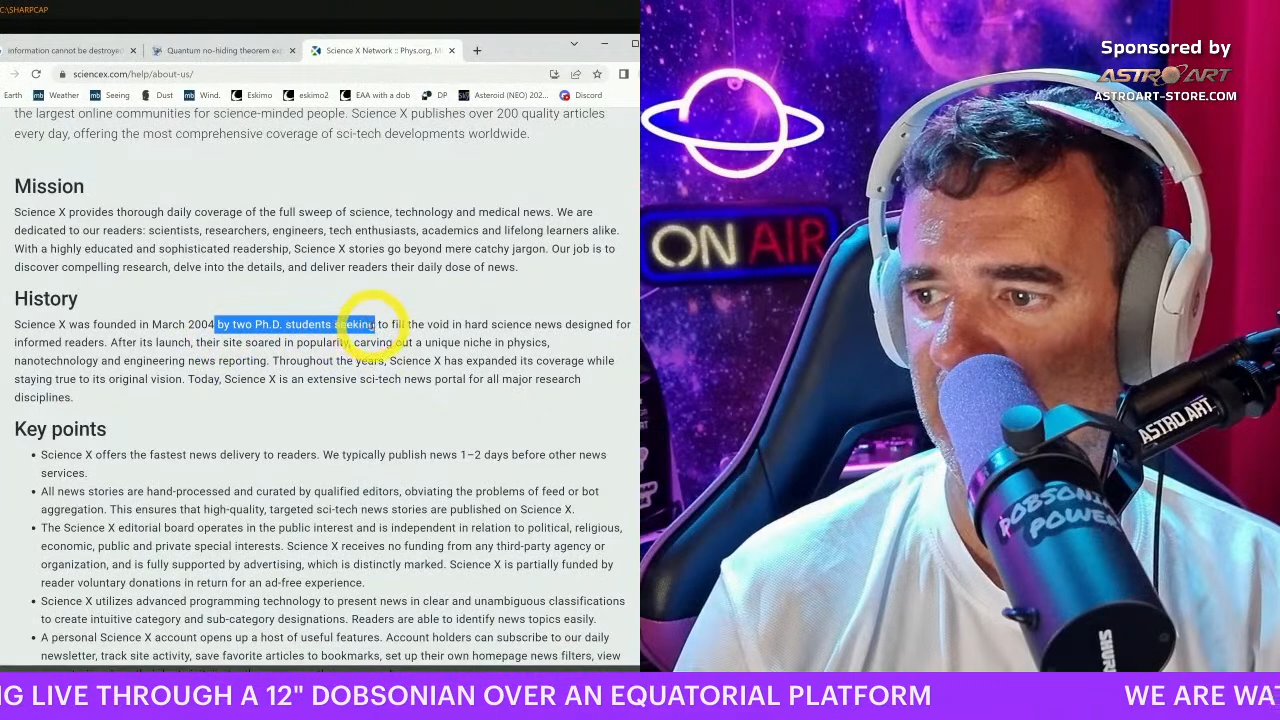 C:\SHARPCAP
information cannot be destroyed
Quantum no-hiding theorem ex
Science X Network :: Phys.org, M
sciencex.com/help/about-us/
Earth
Weather
Seeing
Dust
Wind.
Eskimo
eskimo2
EAA with a dob
DP
Asteroid (NEO) 202...
Discord
every day, offering the most comprehensive coverage of sci-tech developments worldwide.
Mission
Science X provides thorough daily coverage of the full sweep of science, technology and medical news. We are
dedicated to our readers: scientists, researchers, engineers, tech enthusiasts, academics and lifelong learners alike.
With a highly educated and sophisticated readership, Science X stories go beyond mere catchy jargon. Our job is to
discover compelling research, delve into the details, and deliver readers their daily dose of news.
History
Science X was founded in March 2004 by two Ph.D. students seeking to fill the void in hard science news designed for
informed readers. After its launch, their site soared in popularity, carving out a unique niche in physics,
nanotechnology and engineering news reporting. Throughout the years, Science X has expanded its coverage while
staying true to its original vision. Today, Science X is an extensive sci-tech news portal for all major research
disciplines.
Key points
Science X offers the fastest news delivery to readers. We typically publish news 1–2 days before other news
services.
All news stories are hand-processed and curated by qualified editors, obviating the problems of feed or bot
aggregation. This ensures that high-quality, targeted sci-tech news stories are published on Science X.
The Science X editorial board operates in the public interest and is independent in relation to political, religious,
economic, public and private special interests. Science X receives no funding from any third-party agency or
organization, and is fully supported by advertising, which is distinctly marked. Science X is partially funded by
reader voluntary donations in return for an ad-free experience.
Science X utilizes advanced programming technology to present news in clear and unambiguous classifications
to create intuitive category and sub-category designations. Readers are able to identify news topics easily.
A personal Science X account opens up a host of useful features. Account holders can subscribe to our daily
newsletter, track site activity, save favorite articles to bookmarks, set up their own homepage news filters, view
Sponsored by
ASTROART
ASTROART-STORE.COM
ON AIR
ASTRO ART
DOBSONIAN
POWER
SHURE
NG LIVE THROUGH A 12" DOBSONIAN OVER AN EQUATORIAL PLATFORM
WE ARE WAT